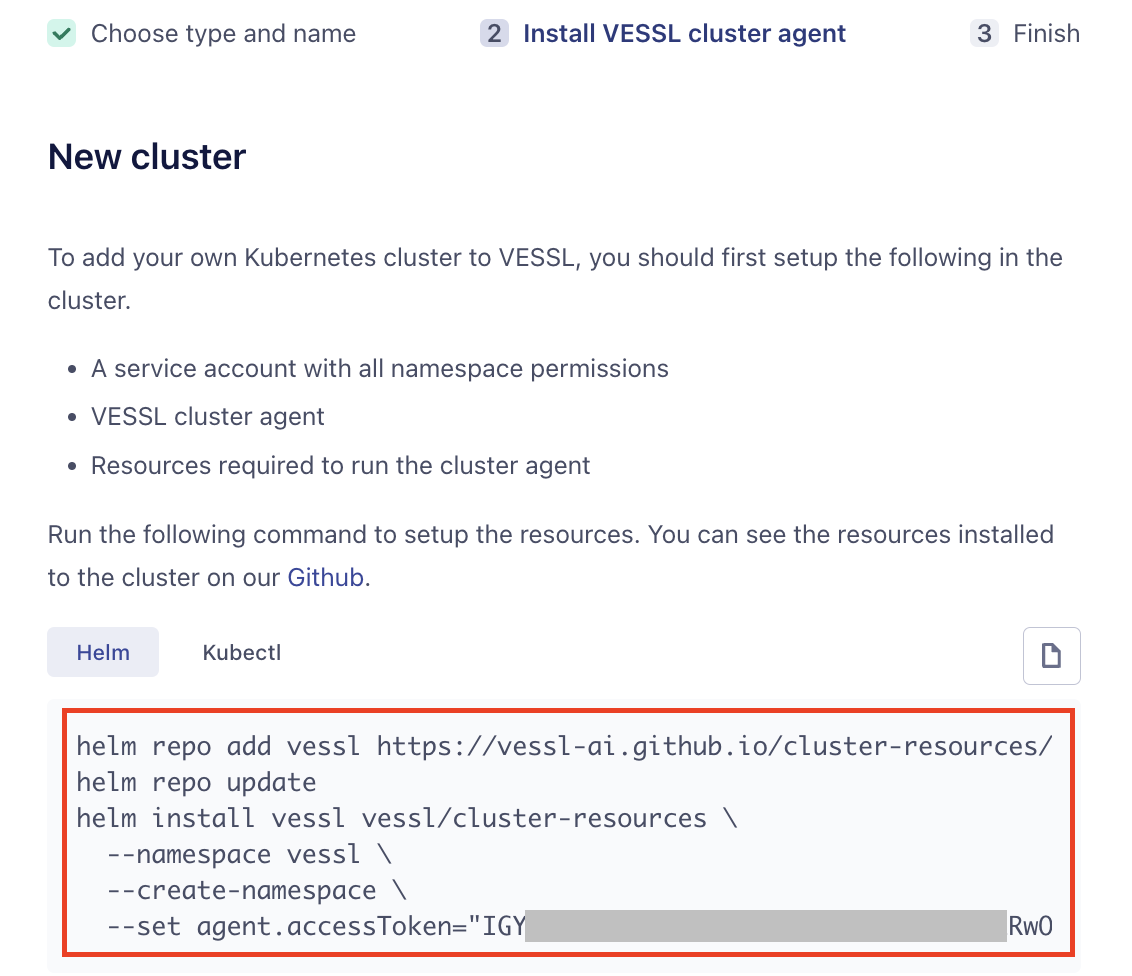 Choose type and name
2 Install VESSL cluster agent
3 Finish
New cluster
To add your own Kubernetes cluster to VESSL, you should first setup the following in the
cluster.
• A service account with all namespace permissions
• VESSL cluster agent
• Resources required to run the cluster agent
Run the following command to setup the resources. You can see the resources installed
to the cluster on our Github.
Helm Kubectl
helm repo add vessl https://vessl-ai.github.io/cluster-resources/
helm repo update
helm install vessl vessl/cluster-resources \
  --namespace vessl \
  --create-namespace \
  --set agent.accessToken="IGY RwO